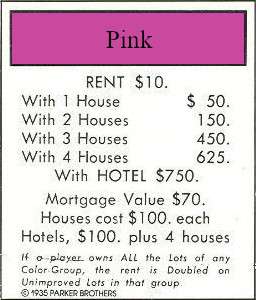 Pink
RENT $10.
With 1 House $ 50.
With 2 Houses 150.
With 3 Houses 450.
With 4 Houses 625.
With HOTEL $750.
Mortgage Value $70.
Houses cost $100. each
Hotels, $100. plus 4 houses
If a player owns ALL the Lots of any
Color-Group, the rent is Doubled on
Unimproved Lots in that group.
©1935 PARKER BROTHERS